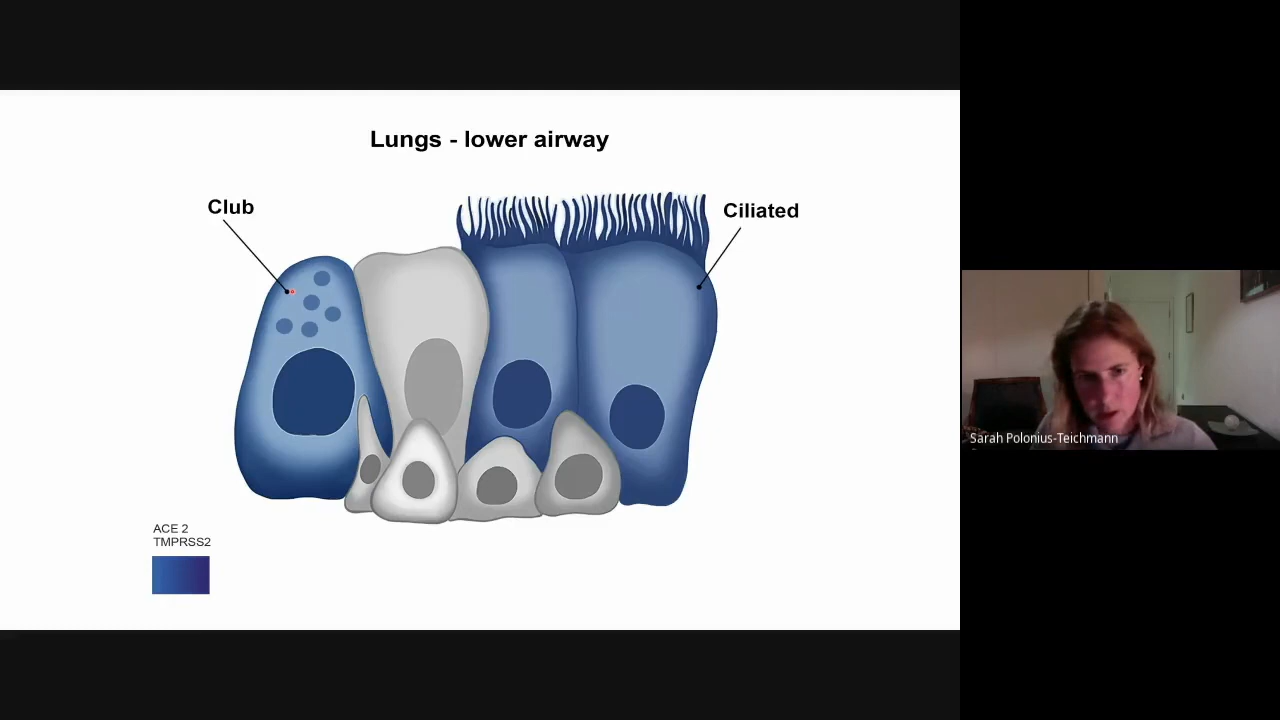 Lungs - lower airway
Club
Ciliated
ACE 2
TMPRSS2
Sarah Polonius-Teichmann